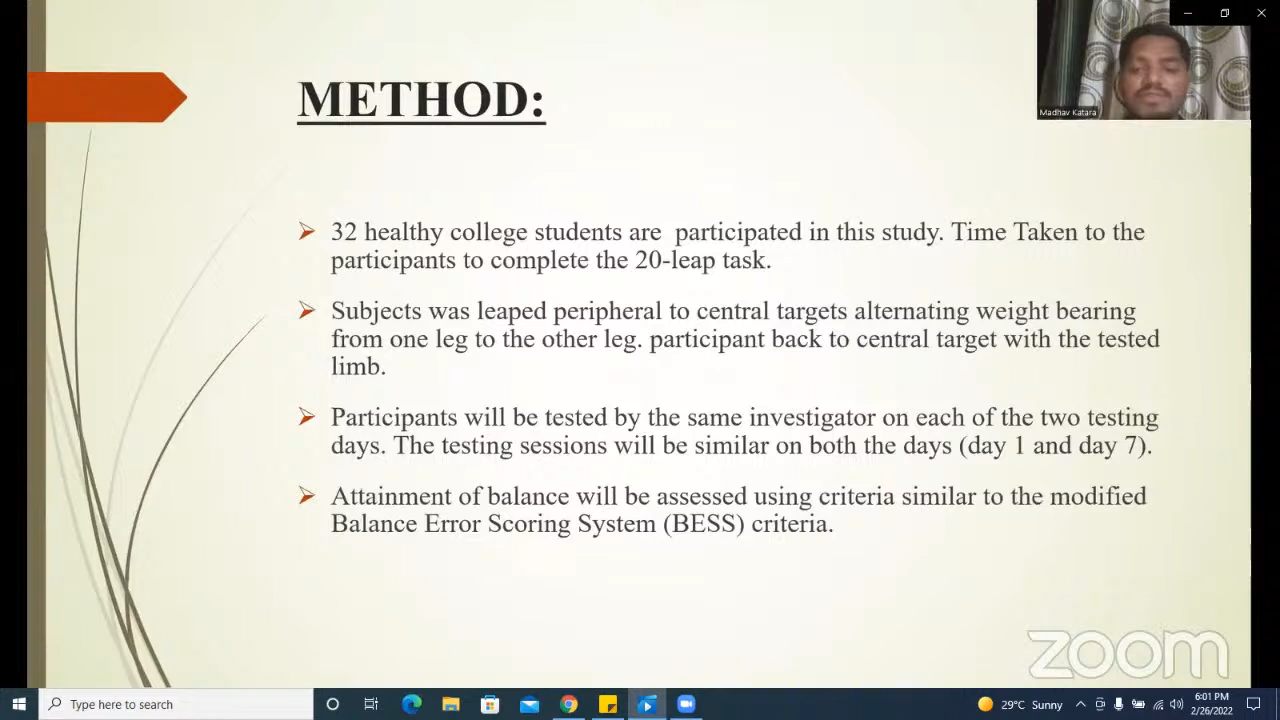 METHOD:
Madhav Katara
32 healthy college students are participated in this study. Time Taken to the
participants to complete the 20-leap task.
Subjects was leaped peripheral to central targets alternating weight bearing
from one leg to the other leg. participant back to central target with the tested
limb.
Participants will be tested by the same investigator on each of the two testing
days. The testing sessions will be similar on both the days (day 1 and day 7).
Attainment of balance will be assessed using criteria similar to the modified
Balance Error Scoring System (BESS) criteria.
zoom
Type here to search
29°C Sunny
6:01 PM
2/26/2022